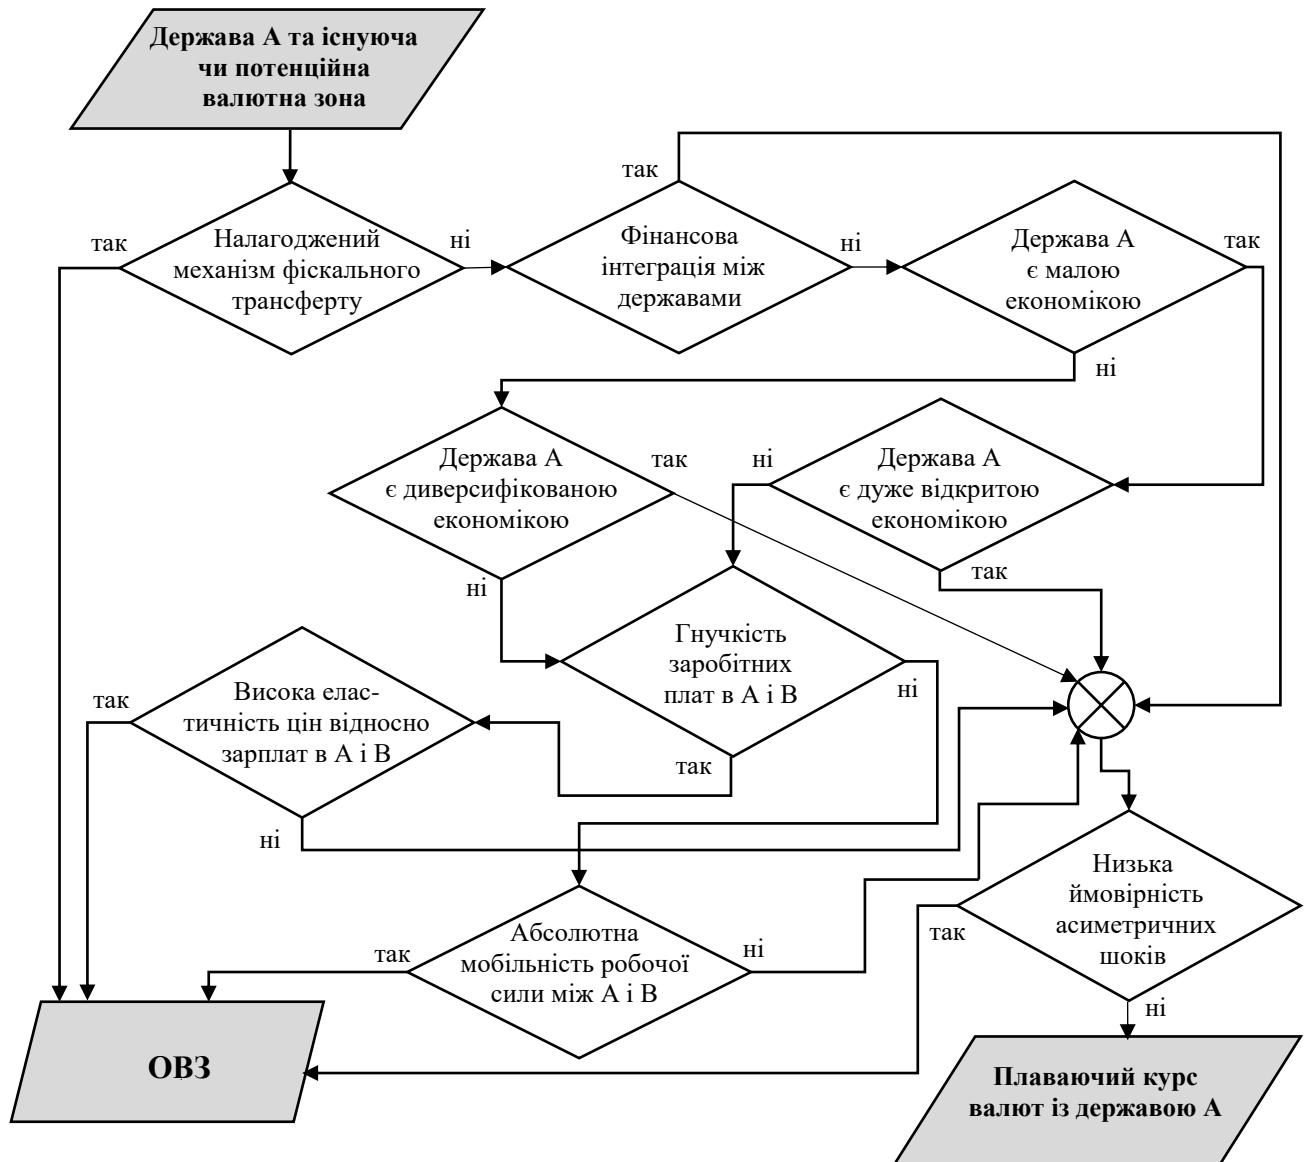 Держава А та існуюча
чи потенційна
валютна зона
так
Налагоджений
механізм фіскального
трансферту
ні
так
Фінансова
інтеграція між
державами
ні
Держава А
є малою
економікою
так
ні
Держава А
є диверсифікованою
економікою
так
ні
ні
Держава А
є дуже відкритою
економікою
так
Гнучкість
заробітних
плат в А і В
ні
так
так
Висока елас-
тичність цін відносно
зарплат в А і В
ні
так
Абсолютна
мобільність робочої
сили між А і В
ні
Низька
ймовірність
асиметричних
шоків
так
ні
ОВЗ
Плаваючий курс
валют із державою А